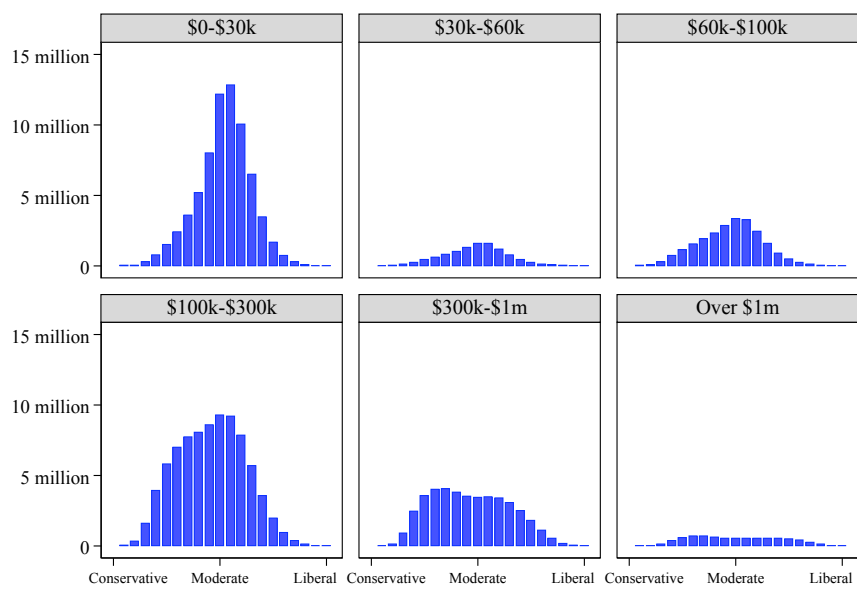 $0-$30k
$30k-$60k
$60k-$100k
15 million
10 million
5 million
0
$100k-$300k
$300k-$1m
Over $1m
15 million
10 million
5 million
0
Conservative Moderate Liberal
Conservative Moderate Liberal
Conservative Moderate Liberal